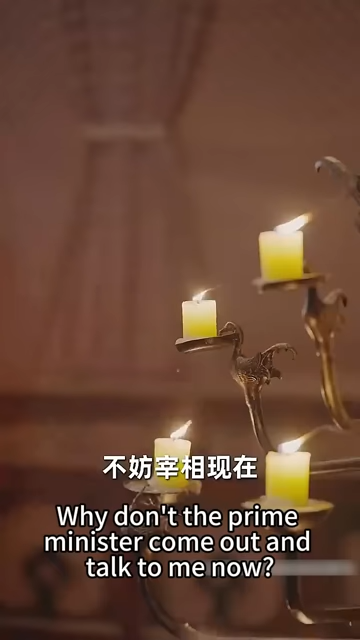 不妨宰相现在
Why don't the prime
minister come out and
talk to me now?